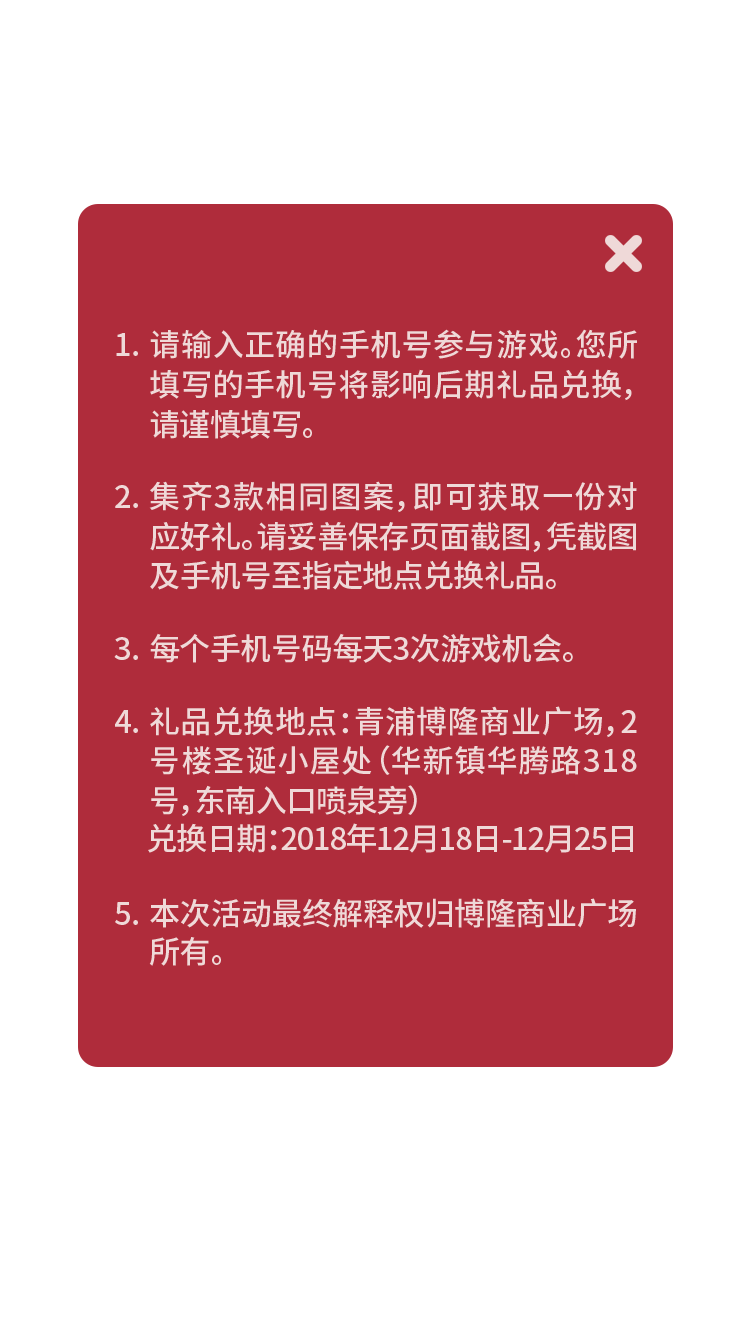 1. 请输入正确的手机号参与游戏。您所
填写的手机号将影响后期礼品兑换，
请谨慎填写。
2. 集齐3款相同图案，即可获取一份对
应好礼。请妥善保存页面截图，凭截图
及手机号至指定地点兑换礼品。
3. 每个手机号码每天3次游戏机会。
4. 礼品兑换地点：青浦博隆商业广场，2
号楼圣诞小屋处（华新镇华腾路318
号，东南入口喷泉旁）
兑换日期：2018年12月18日-12月25日
5. 本次活动最终解释权归博隆商业广场
所有。